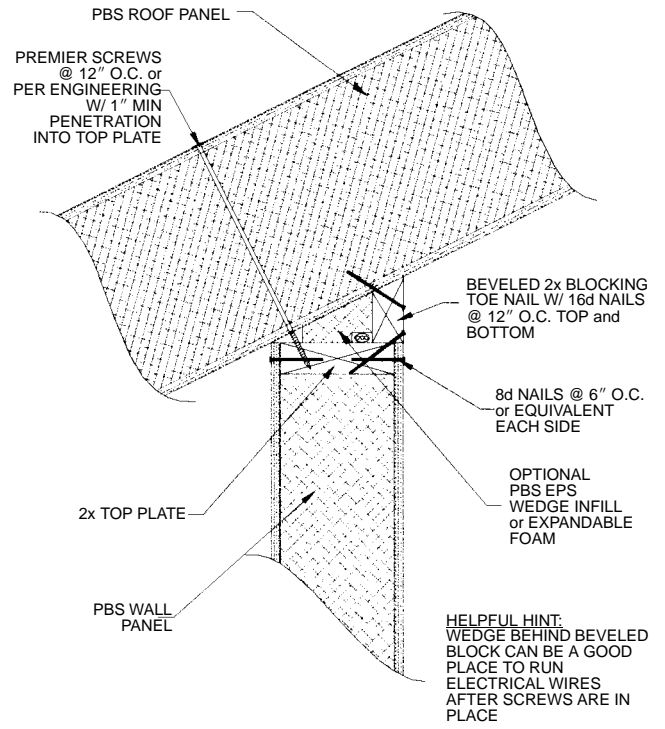 PBS ROOF PANEL
PREMIER SCREWS
@ 12" O.C. or
PER ENGINEERING
W/ 1" MIN
PENETRATION
INTO TOP PLATE
BEVELED 2x BLOCKING
TOE NAIL W/ 16d NAILS
@ 12" O.C. TOP and
BOTTOM
8d NAILS @ 6" O.C.
or EQUIVALENT
EACH SIDE
OPTIONAL
PBS EPS
WEDGE INFILL
or EXPANDABLE
FOAM
2x TOP PLATE
PBS WALL
PANEL
HELPFUL HINT:
WEDGE BEHIND BEVELED
BLOCK CAN BE A GOOD
PLACE TO RUN
ELECTRICAL WIRES
AFTER SCREWS ARE IN
PLACE